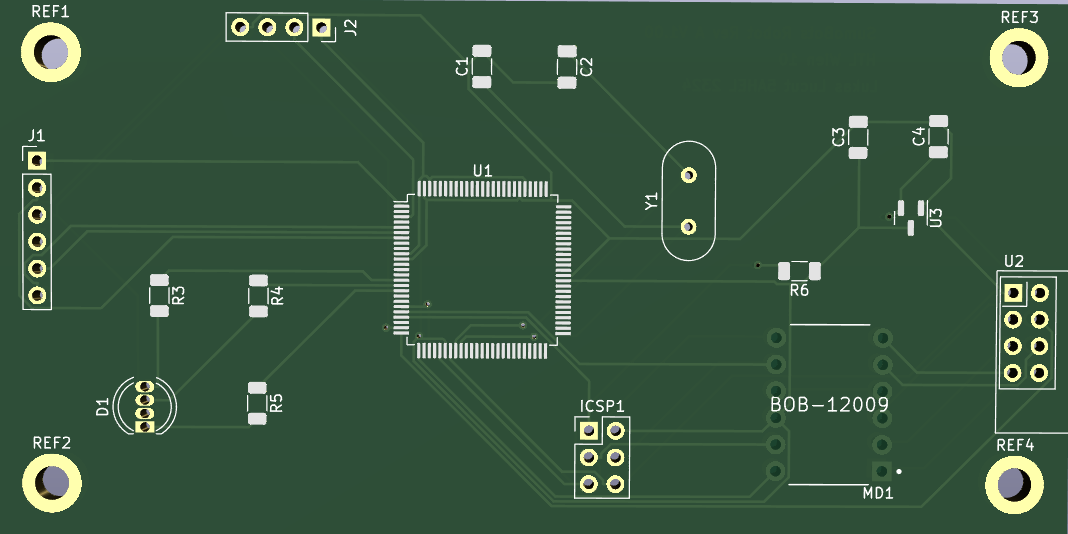 REF1
J2
REF3
C1
C2
C3
C4
J1
U1
Y1
U3
U2
R6
R3
R4
D1
R5
ICSP1
BOB-12009
REF2
REF4
MD1